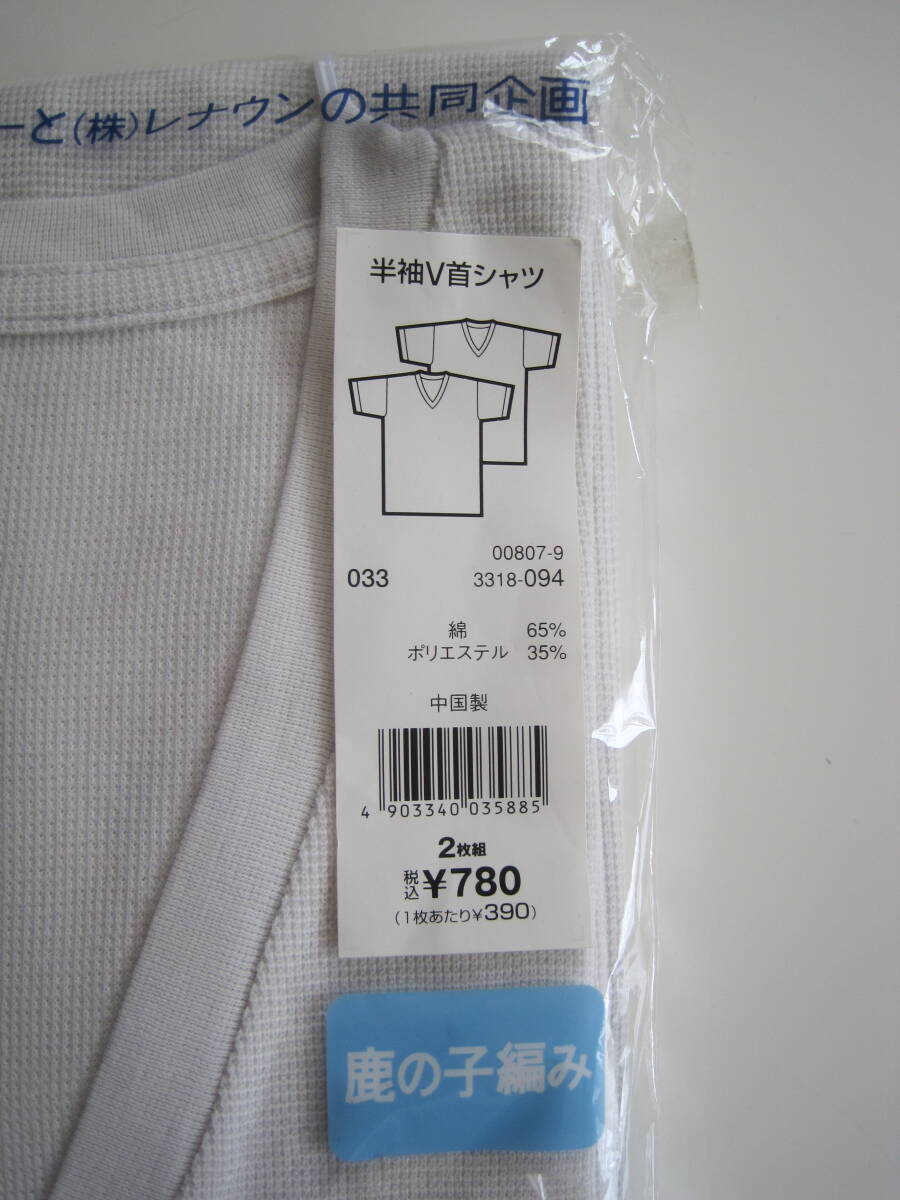 ーと(株)レナウンの共同企画
半袖V首シャツ
00807-9
033 3318-094
綿 65%
ポリエステル 35%
中国製
4 903340 035885
2枚組
税込 ¥780
(1枚あたり¥390)
鹿の子編み